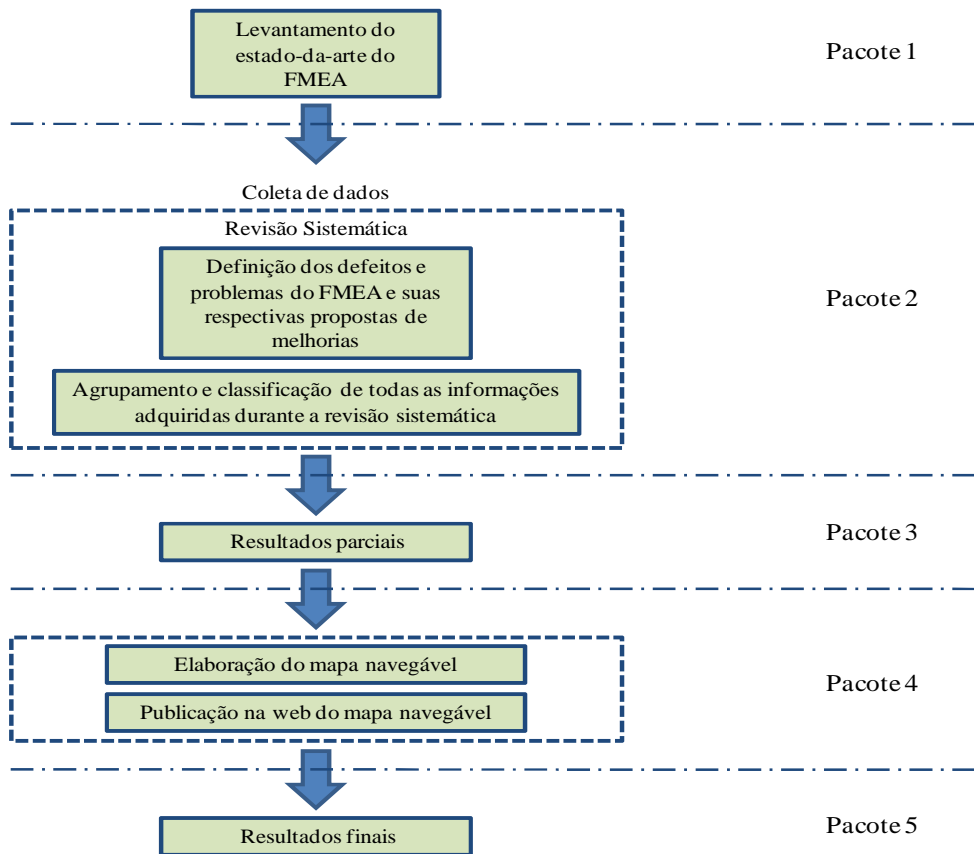 Levantamento do
estado-da-arte do
FMEA
Pacote 1
Coleta de dados
Revisão Sistemática
Definição dos defeitos e
problemas do FMEA e suas
respectivas propostas de
melhorias
Pacote 2
Agrupamento e classificação de todas as informações
adquiridas durante a revisão sistemática
Resultados parciais
Pacote 3
Elaboração do mapa navegável
Pacote 4
Publicação na web do mapa navegável
Resultados finais
Pacote 5